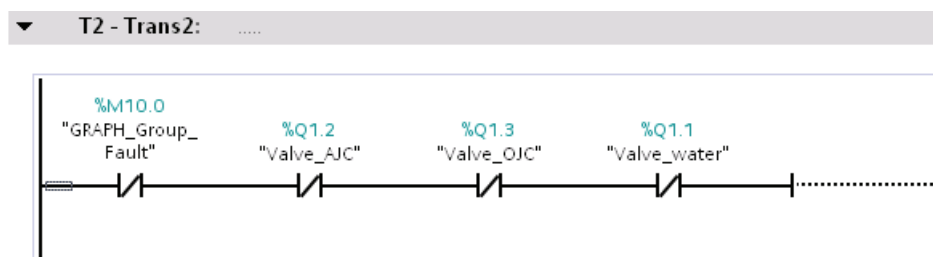 T2 - Trans2: .....
%M10.0
"GRAPH_Group_
Fault"
%Q1.2
"Valve_AJC"
%Q1.3
"Valve_OJC"
%Q1.1
"Valve_water"